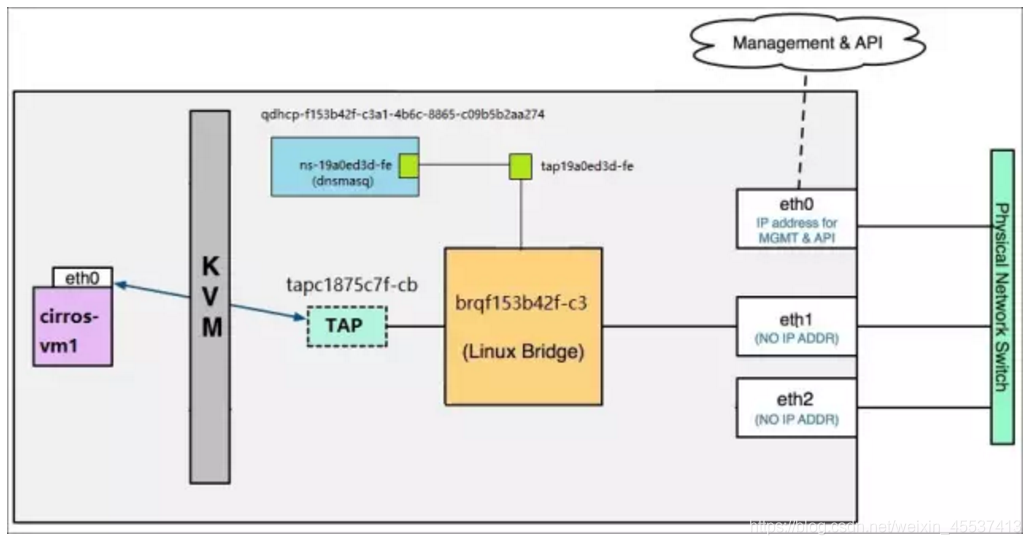 Management & API
qdhcp-f153b42f-c3a1-4b6c-8865-c09b5b2aa274
ns-19a0ed3d-fe
(dnsmasq)
tap19a0ed3d-fe
eth0
IP address for
MGMT & API
Physical Network Switch
KVM
eth0
cirros-
vm1
tapc1875c7f-cb
TAP
brqf153b42f-c3
(Linux Bridge)
eth1
(NO IP ADDR)
eth2
(NO IP ADDR)
https://blog.csdn.net/weixin_45537413